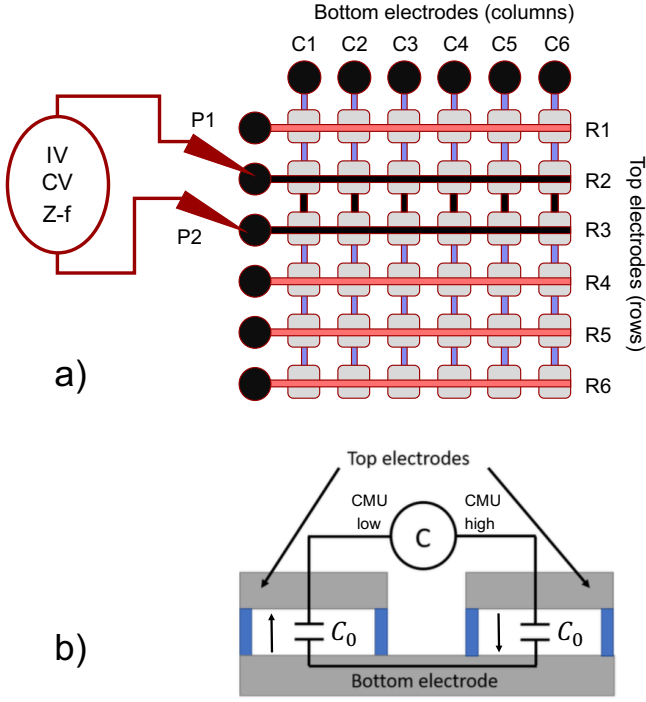 Bottom electrodes (columns)
C1 C2 C3 C4 C5 C6
P1
R1
IV
CV
Z-f
R2
P2
R3
R4
R5
R6
Top electrodes (rows)
a)
Top electrodes
CMU
low
CMU
high
C
C₀
C₀
b)
Bottom electrode